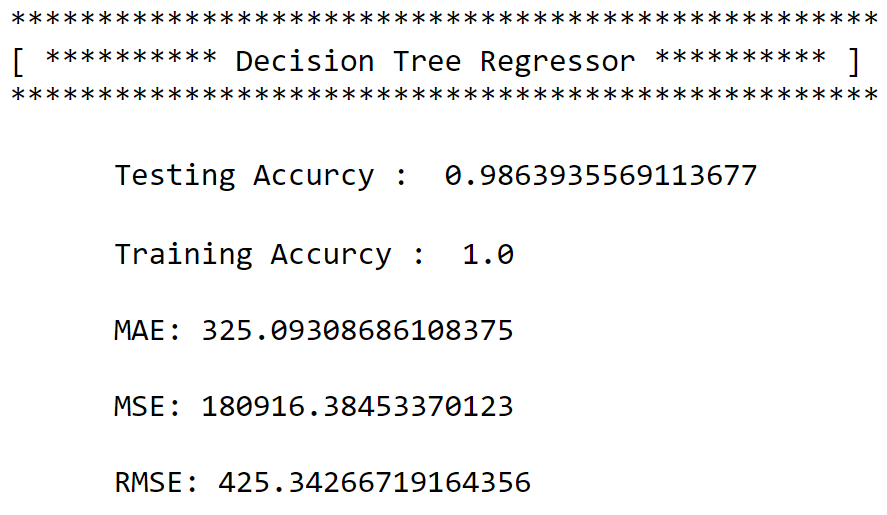 **************************************************
[ ********** Decision Tree Regressor ********** ]
**************************************************
Testing Accurcy :  0.9863935569113677
Training Accurcy :  1.0
MAE: 325.09308686108375
MSE: 180916.38453370123
RMSE: 425.34266719164356